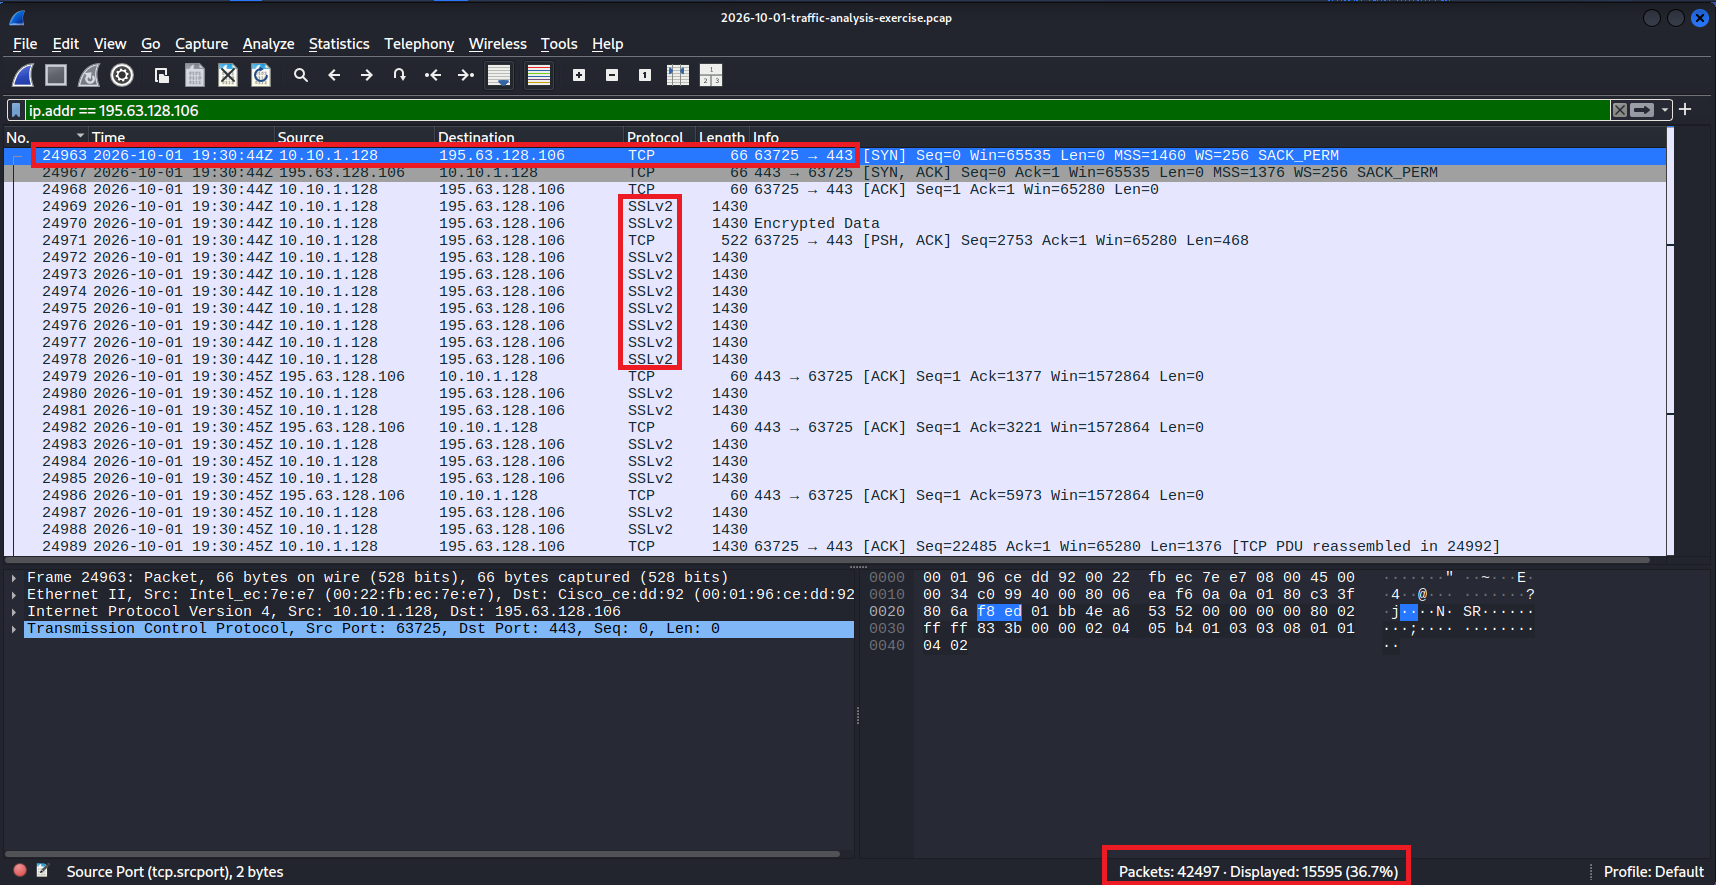 2026-10-01-traffic-analysis-exercise.pcap
File Edit View Go Capture Analyze Statistics Telephony Wireless Tools Help
ip.addr == 195.63.128.106
No. Time Source Destination Protocol Length Info
24963 2026-10-01 19:30:44Z 10.10.1.128 195.63.128.106 TCP 66 63725 → 443 [SYN] Seq=0 Win=65535 Len=0 MSS=1460 WS=256 SACK_PERM
24967 2026-10-01 19:30:44Z 195.63.128.106 10.10.1.128 TCP 66 443 → 63725 [SYN, ACK] Seq=0 Ack=1 Win=65535 Len=0 MSS=1376 WS=256 SACK_PERM
24968 2026-10-01 19:30:44Z 10.10.1.128 195.63.128.106 TCP 60 63725 → 443 [ACK] Seq=1 Ack=1 Win=65280 Len=0
24969 2026-10-01 19:30:44Z 10.10.1.128 195.63.128.106 SSLv2 1430
24970 2026-10-01 19:30:44Z 10.10.1.128 195.63.128.106 SSLv2 1430 Encrypted Data
24971 2026-10-01 19:30:44Z 10.10.1.128 195.63.128.106 TCP 522 63725 → 443 [PSH, ACK] Seq=2753 Ack=1 Win=65280 Len=468
24972 2026-10-01 19:30:44Z 10.10.1.128 195.63.128.106 SSLv2 1430
24973 2026-10-01 19:30:44Z 10.10.1.128 195.63.128.106 SSLv2 1430
24974 2026-10-01 19:30:44Z 10.10.1.128 195.63.128.106 SSLv2 1430
24975 2026-10-01 19:30:44Z 10.10.1.128 195.63.128.106 SSLv2 1430
24976 2026-10-01 19:30:44Z 10.10.1.128 195.63.128.106 SSLv2 1430
24977 2026-10-01 19:30:44Z 10.10.1.128 195.63.128.106 SSLv2 1430
24978 2026-10-01 19:30:44Z 10.10.1.128 195.63.128.106 SSLv2 1430
24979 2026-10-01 19:30:45Z 195.63.128.106 10.10.1.128 TCP 60 443 → 63725 [ACK] Seq=1 Ack=1377 Win=1572864 Len=0
24980 2026-10-01 19:30:45Z 10.10.1.128 195.63.128.106 SSLv2 1430
24981 2026-10-01 19:30:45Z 10.10.1.128 195.63.128.106 SSLv2 1430
24982 2026-10-01 19:30:45Z 195.63.128.106 10.10.1.128 TCP 60 443 → 63725 [ACK] Seq=1 Ack=3221 Win=1572864 Len=0
24983 2026-10-01 19:30:45Z 10.10.1.128 195.63.128.106 SSLv2 1430
24984 2026-10-01 19:30:45Z 10.10.1.128 195.63.128.106 SSLv2 1430
24985 2026-10-01 19:30:45Z 10.10.1.128 195.63.128.106 SSLv2 1430
24986 2026-10-01 19:30:45Z 195.63.128.106 10.10.1.128 TCP 60 443 → 63725 [ACK] Seq=1 Ack=5973 Win=1572864 Len=0
24987 2026-10-01 19:30:45Z 10.10.1.128 195.63.128.106 SSLv2 1430
24988 2026-10-01 19:30:45Z 10.10.1.128 195.63.128.106 SSLv2 1430
24989 2026-10-01 19:30:45Z 10.10.1.128 195.63.128.106 TCP 1430 63725 → 443 [ACK] Seq=22485 Ack=1 Win=65280 Len=1376 [TCP PDU reassembled in 24992]
Frame 24963: Packet, 66 bytes on wire (528 bits), 66 bytes captured (528 bits)
Ethernet II, Src: Intel_ec:7e:e7 (00:22:fb:ec:7e:e7), Dst: Cisco_ce:dd:92 (00:01:96:ce:dd:92
Internet Protocol Version 4, Src: 10.10.1.128, Dst: 195.63.128.106
Transmission Control Protocol, Src Port: 63725, Dst Port: 443, Seq: 0, Len: 0
0000 00 01 96 ce dd 92 00 22 fb ec 7e e7 08 00 45 00 ·······" ··~···E·
0010 00 34 c0 99 40 00 80 06 ea f6 0a 0a 01 80 c3 3f ·4··@··· ·······?
0020 80 6a f8 ed 01 bb 4e a6 53 52 00 00 00 00 80 02 ·j····N· SR······
0030 ff ff 83 3b 00 00 02 04 05 b4 01 03 03 08 01 01 ···;···· ········
0040 04 02 ··
Source Port (tcp.srcport), 2 bytes
Packets: 42497 · Displayed: 15595 (36.7%)
Profile: Default